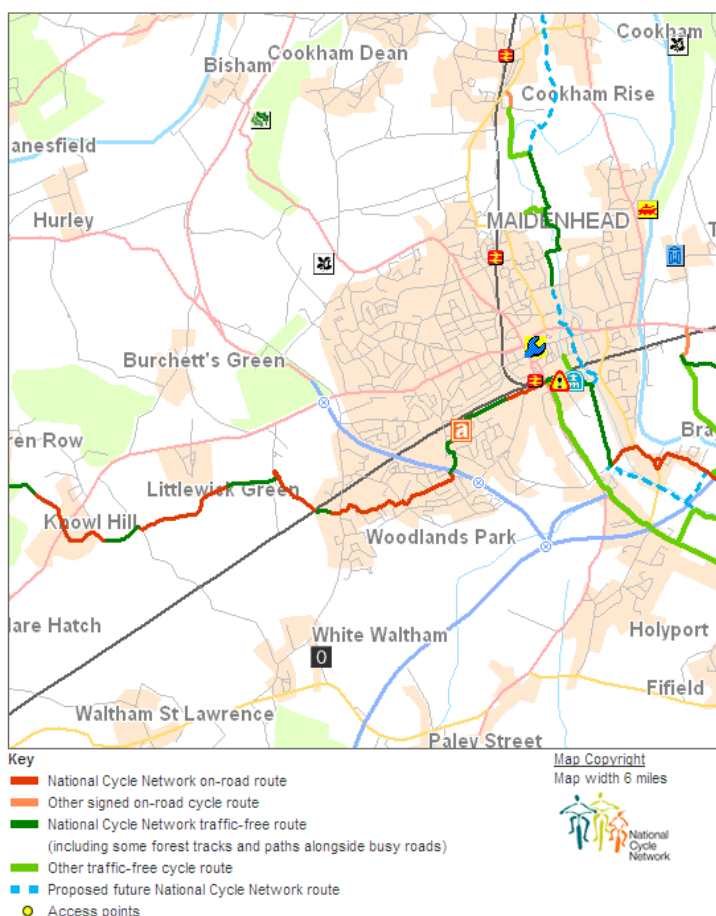 Cookham
Cookham Dean
Bisham
Cookham Rise
anesfield
Hurley
MAIDENHEAD
T
Burchett's Green
a
Bra
ren Row
Littlewick Green
Knowl Hill
Woodlands Park
lare Hatch
White Waltham
Holyport
0
Fifield
Waltham St Lawrence
Paley Street
Key
Map Copyright
National Cycle Network on-road route
Map width 6 miles
Other signed on-road cycle route
National Cycle Network traffic-free route
(including some forest tracks and paths alongside busy roads)
National
Cycle
Network
Other traffic-free cycle route
Proposed future National Cycle Network route
Access points